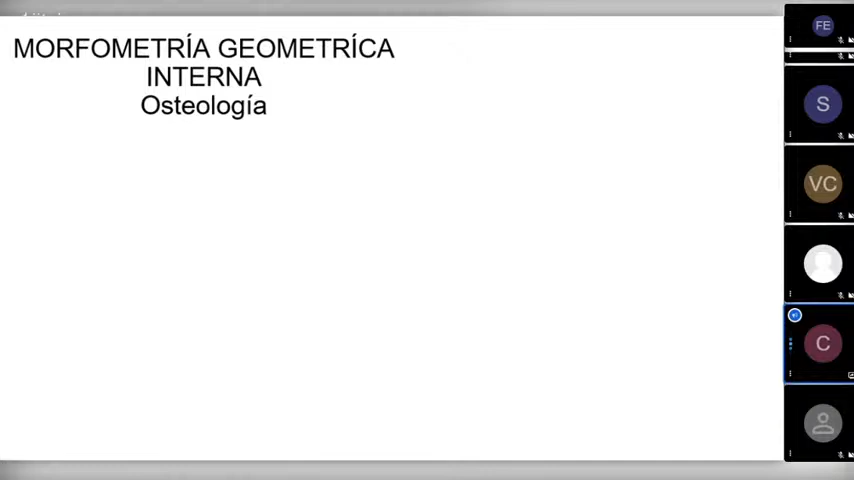 MORFOMETRÍA GEOMETRÍCA
INTERNA
Osteología
FE
S
VC
C